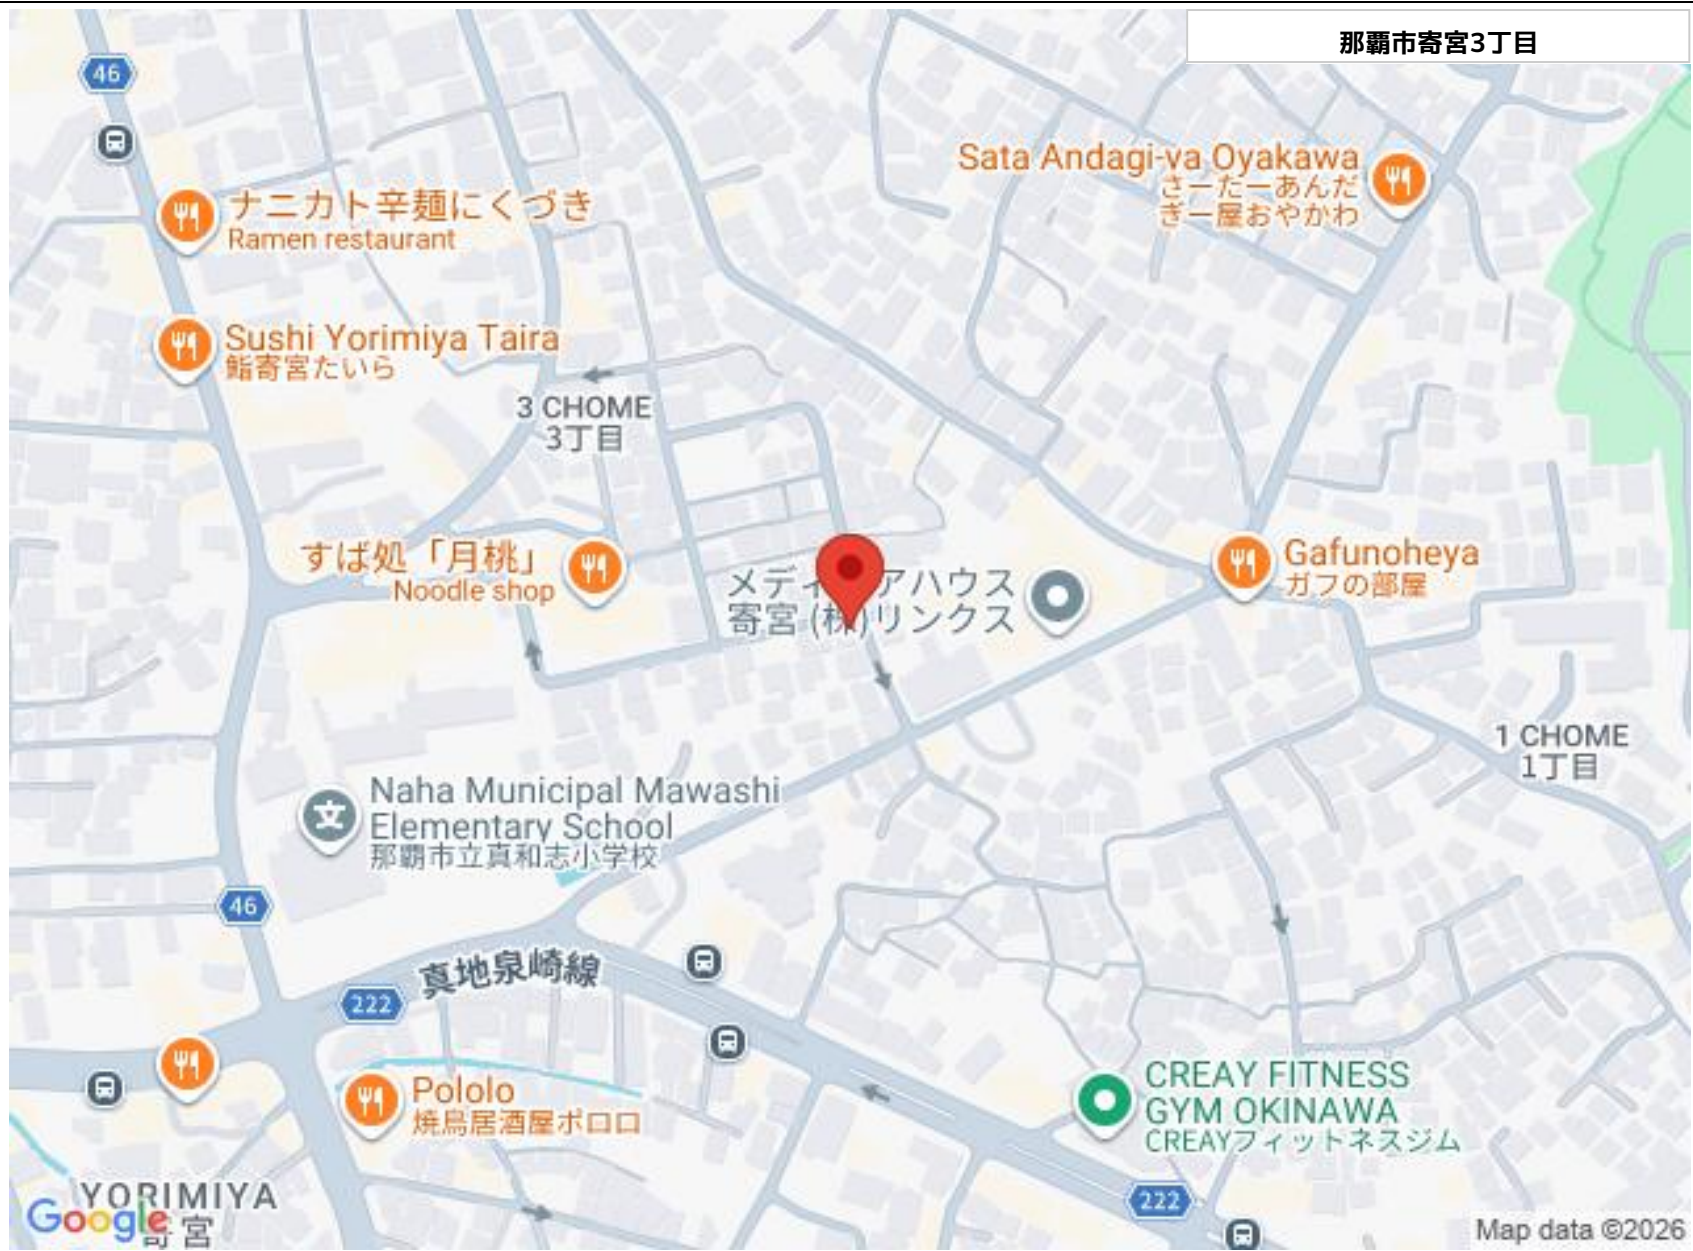 那覇市寄宮3丁目
46
Sata Andagi-ya Oyakawa
さーたーあんだ
ぎー屋おやかわ
ナニカト辛麺にくづき
Ramen restaurant
Sushi Yorimiya Taira
鮨寄宮たいら
3 CHOME
3丁目
すば処「月桃」
Noodle shop
アハウス
寄宮 (株)リンクス
Gafunoheya
ガフの部屋
1 CHOME
1丁目
Naha Municipal Mawashi
Elementary School
那覇市立真和志小学校
46
真地泉崎線
222
CREAY FITNESS
GYM OKINAWA
CREAYフィットネスジム
Pololo
焼鳥居酒屋ポロロ
222
YORIMIYA
寄宮
Google
Map data ©2026